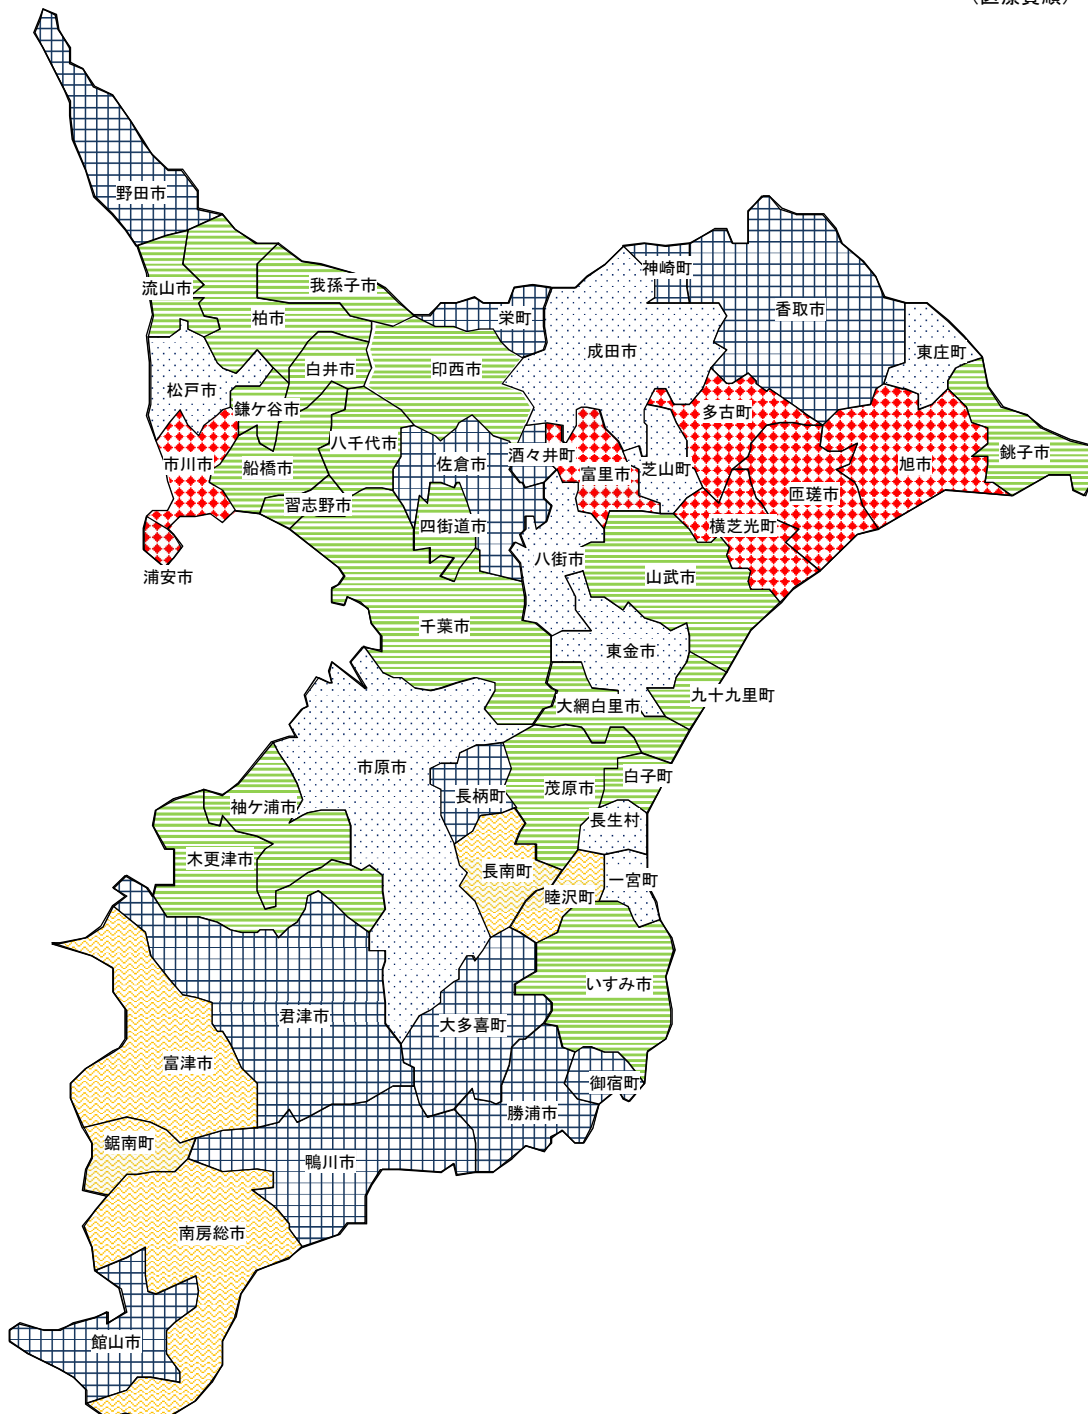 (医療費順)
野田市
神崎町
流山市
我孫子市
香取市
柏市
栄町
成田市
東庄町
白井市
印西市
松戸市
鎌ケ谷市
多古町
八千代市
銚子市
酒々井町
市川市
船橋市
佐倉市
芝山町
旭市
富里市
匝瑳市
習志野市
四街道市
横芝光町
八街市
浦安市
山武市
千葉市
東金市
九十九里町
大網白里市
市原市
白子町
茂原市
長柄町
袖ケ浦市
長生村
木更津市
長南町
一宮町
睦沢町
いすみ市
君津市
大多喜町
富津市
御宿町
勝浦市
鋸南町
鴨川市
南房総市
館山市